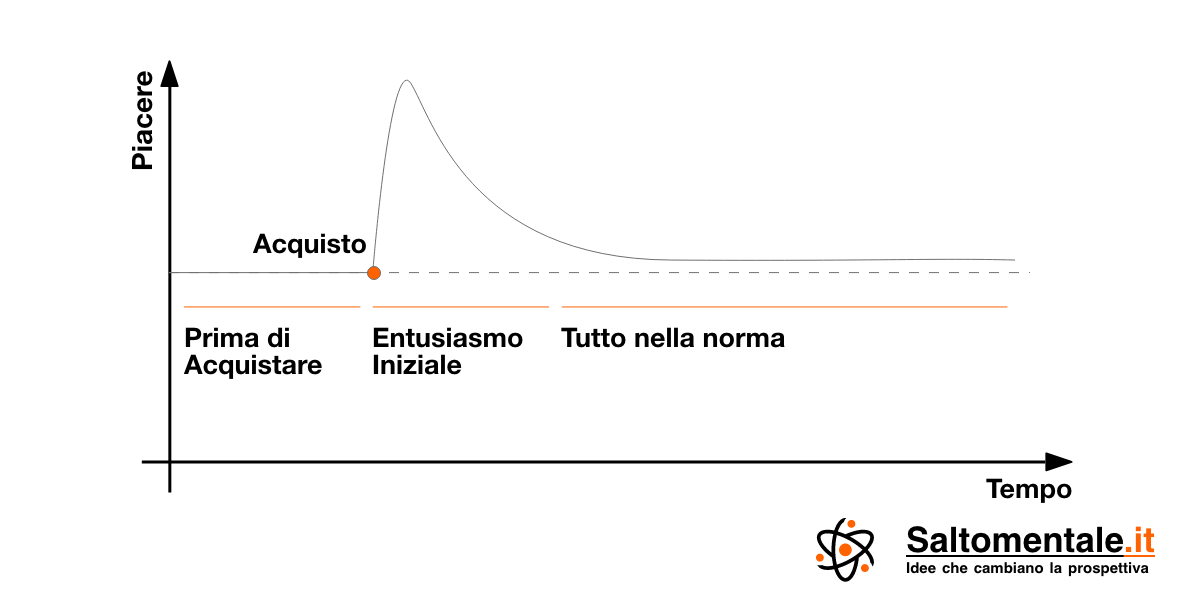 Piacere
Acquisto
Prima di
Acquistare
Entusiasmo
Iniziale
Tutto nella norma
Tempo
Saltomentale.it
Idee che cambiano la prospettiva